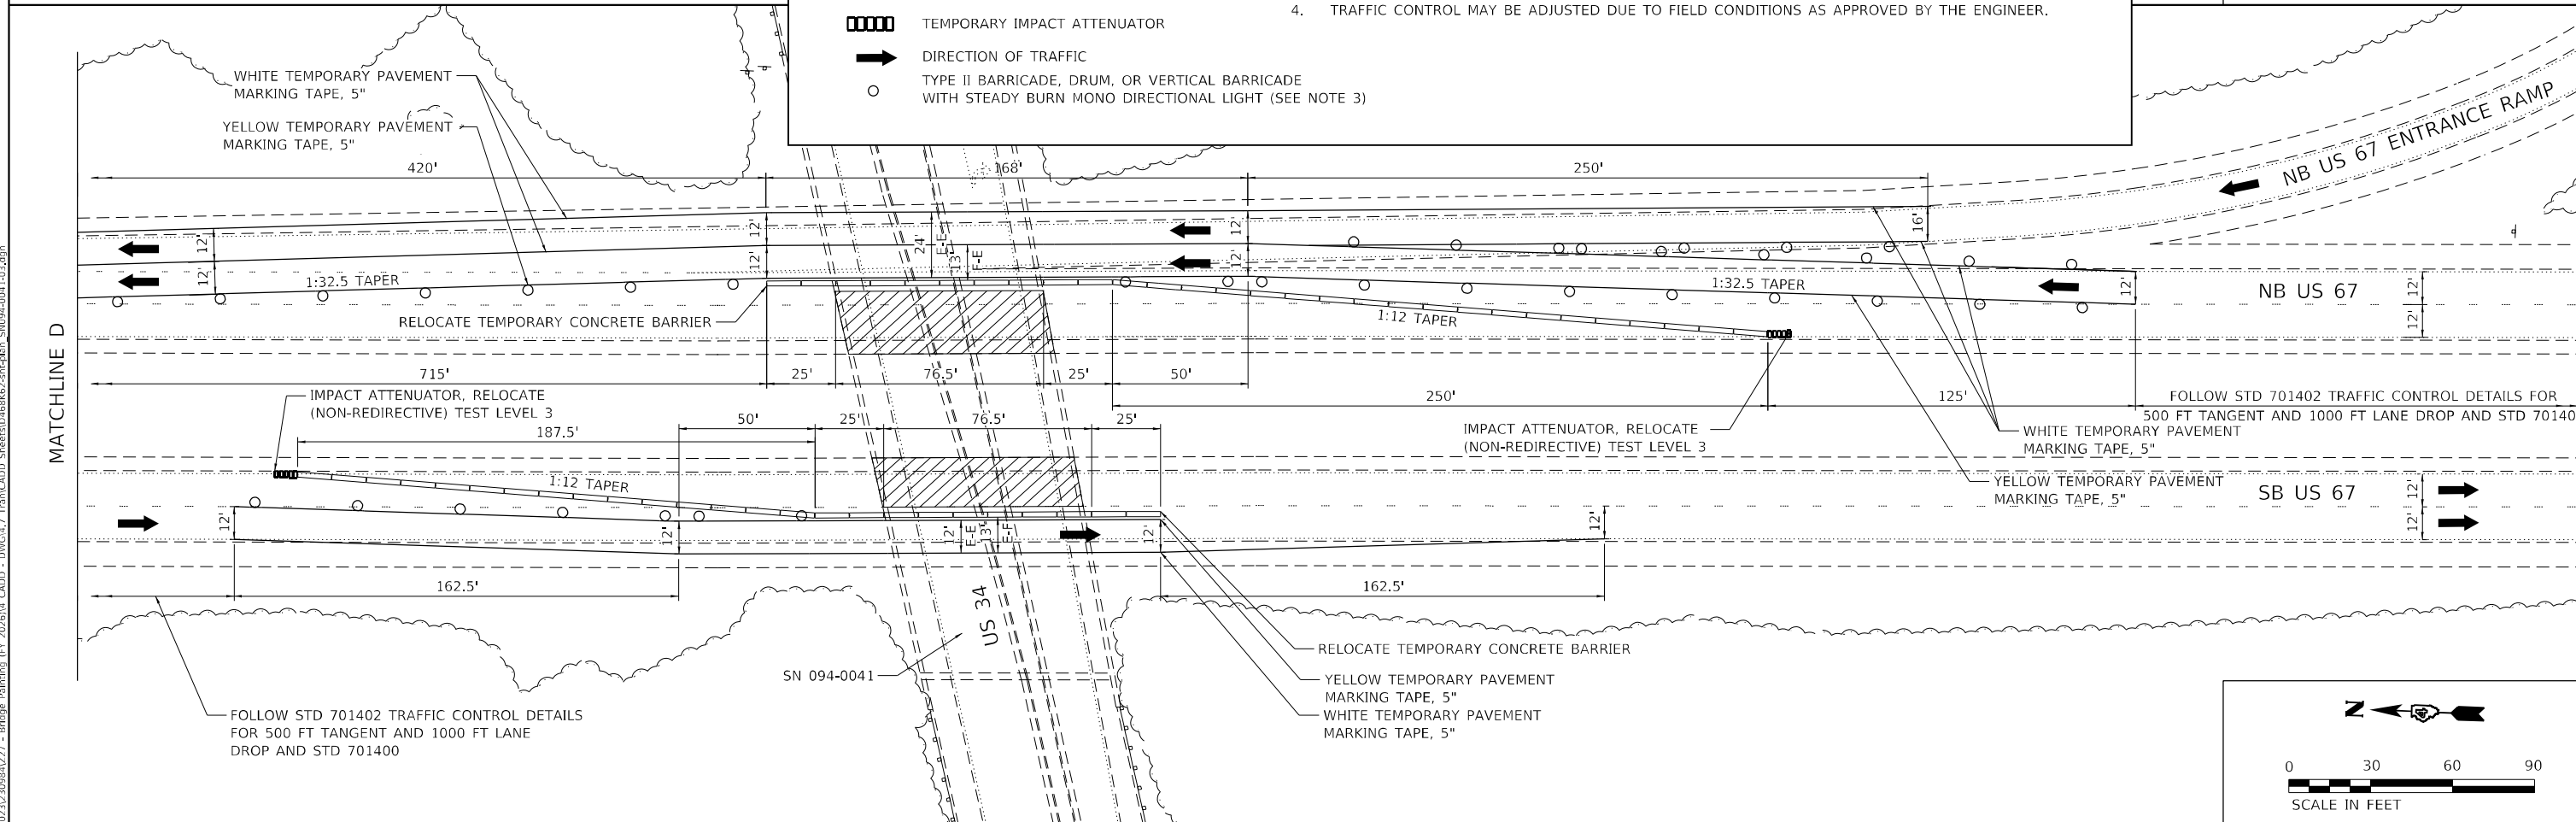 4. TRAFFIC CONTROL MAY BE ADJUSTED DUE TO FIELD CONDITIONS AS APPROVED BY THE ENGINEER.
TEMPORARY IMPACT ATTENUATOR
DIRECTION OF TRAFFIC
TYPE II BARRICADE, DRUM, OR VERTICAL BARRICADE
WITH STEADY BURN MONO DIRECTIONAL LIGHT (SEE NOTE 3)
WHITE TEMPORARY PAVEMENT
MARKING TAPE, 5"
YELLOW TEMPORARY PAVEMENT
MARKING TAPE, 5"
420'
168'
250'
NB US 67 ENTRANCE RAMP
12'
12'
12'
12'
24'
E-E
13'
F-E
12'
12'
16'
12'
12'
12'
1:32.5 TAPER
1:32.5 TAPER
NB US 67
RELOCATE TEMPORARY CONCRETE BARRIER
1:12 TAPER
MATCHLINE D
715'
25'
76.5'
25'
50'
250'
125'
FOLLOW STD 701402 TRAFFIC CONTROL DETAILS FOR
500 FT TANGENT AND 1000 FT LANE DROP AND STD 70140
IMPACT ATTENUATOR, RELOCATE
(NON-REDIRECTIVE) TEST LEVEL 3
187.5'
50'
25'
76.5'
25'
IMPACT ATTENUATOR, RELOCATE
(NON-REDIRECTIVE) TEST LEVEL 3
WHITE TEMPORARY PAVEMENT
MARKING TAPE, 5"
YELLOW TEMPORARY PAVEMENT
MARKING TAPE, 5"
1:12 TAPER
SB US 67
12'
12'
12'
12'
12'
E-E
13'
E-F
12'
12'
162.5'
162.5'
US 34
SN 094-0041
RELOCATE TEMPORARY CONCRETE BARRIER
YELLOW TEMPORARY PAVEMENT
MARKING TAPE, 5"
WHITE TEMPORARY PAVEMENT
MARKING TAPE, 5"
FOLLOW STD 701402 TRAFFIC CONTROL DETAILS
FOR 500 FT TANGENT AND 1000 FT LANE
DROP AND STD 701400
N
0 30 60 90
SCALE IN FEET